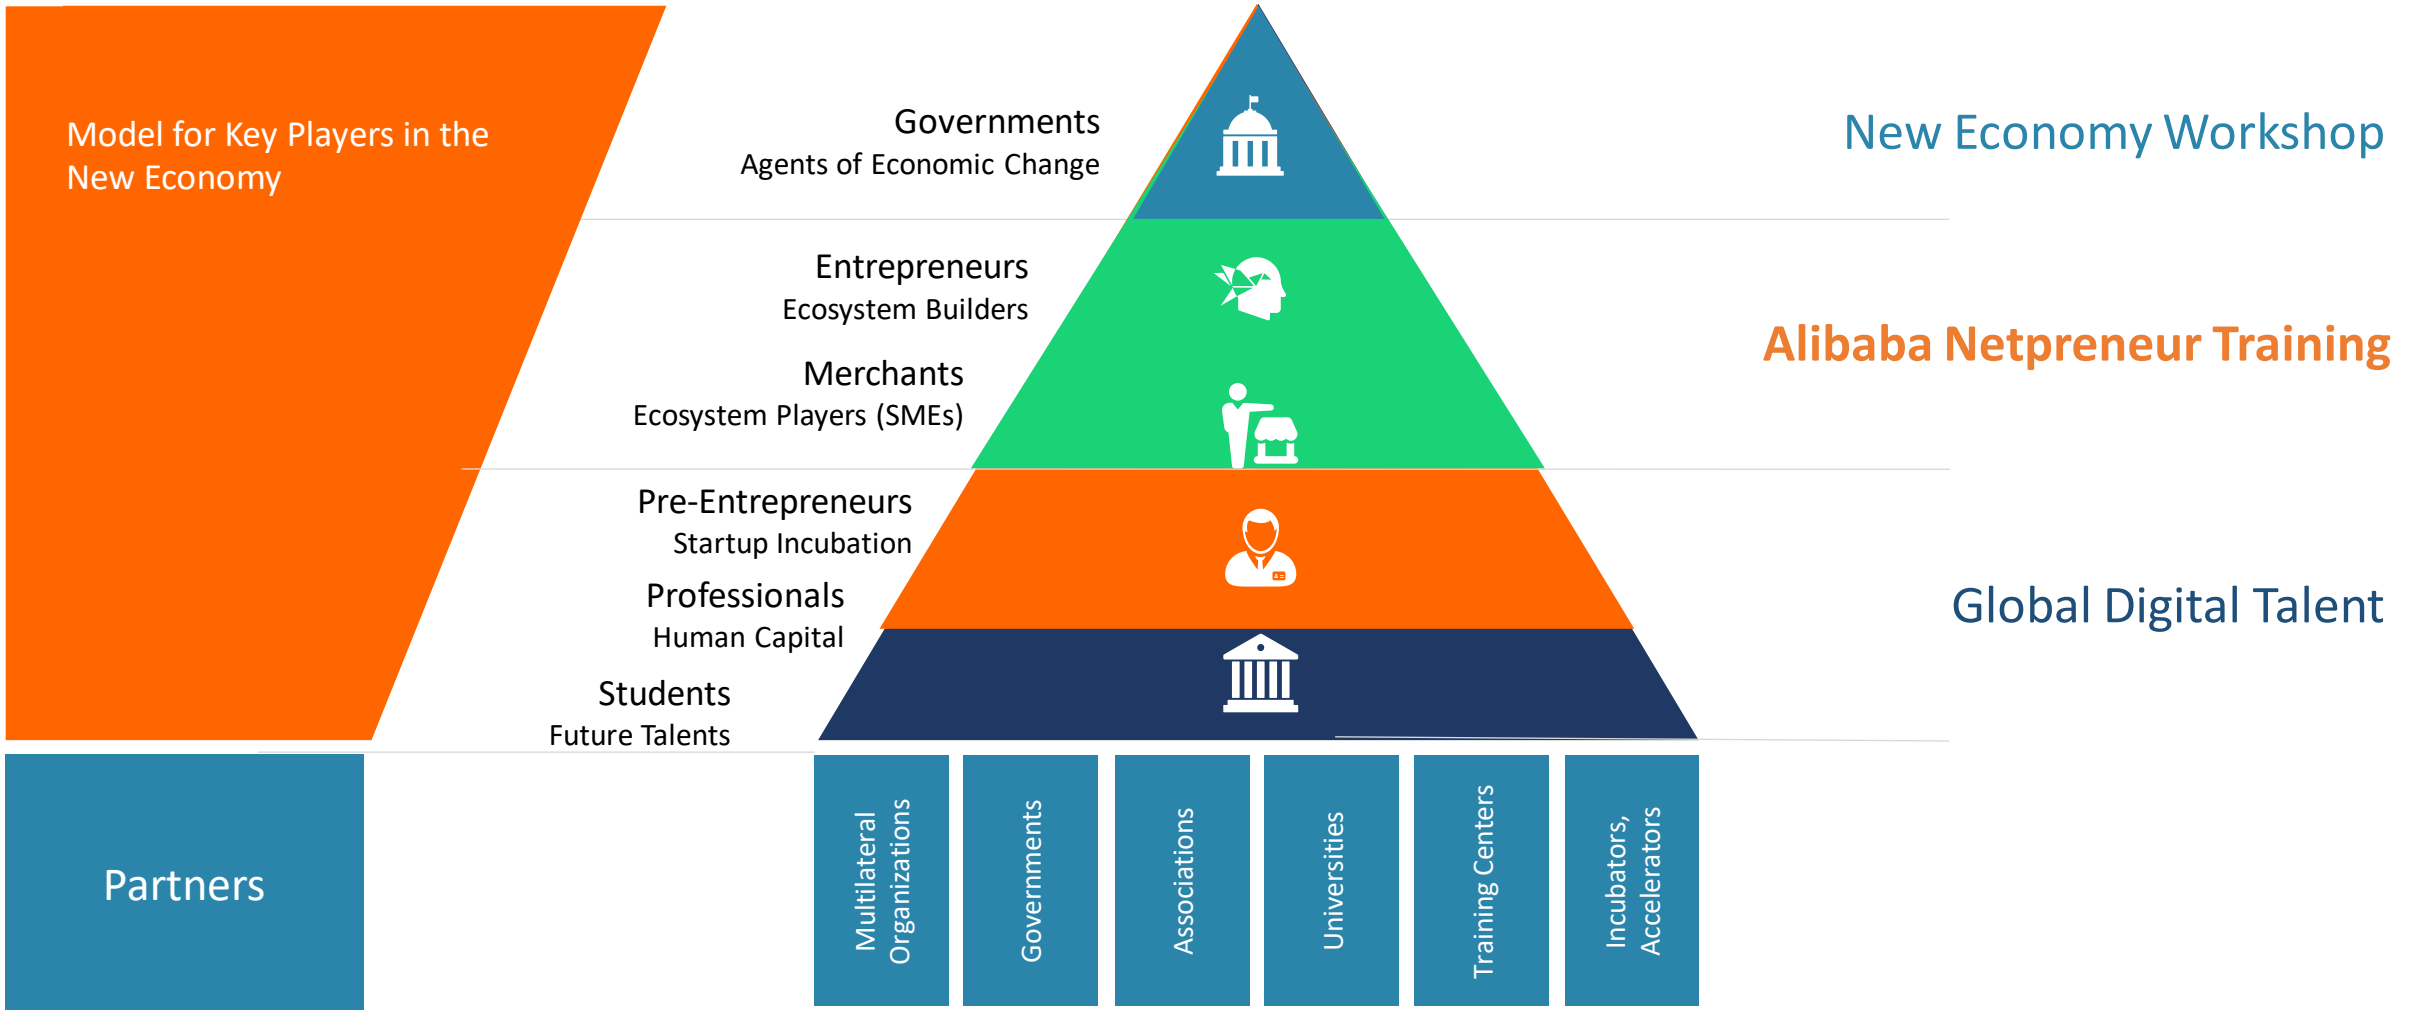 Model for Key Players in the
New Economy
Governments
Agents of Economic Change
New Economy Workshop
Entrepreneurs
Ecosystem Builders
Merchants
Ecosystem Players (SMEs)
Alibaba Netpreneur Training
Pre-Entrepreneurs
Startup Incubation
Professionals
Human Capital
Students
Future Talents
Global Digital Talent
Partners
Multilateral
Organizations
Governments
Associations
Universities
Training Centers
Incubators,
Accelerators